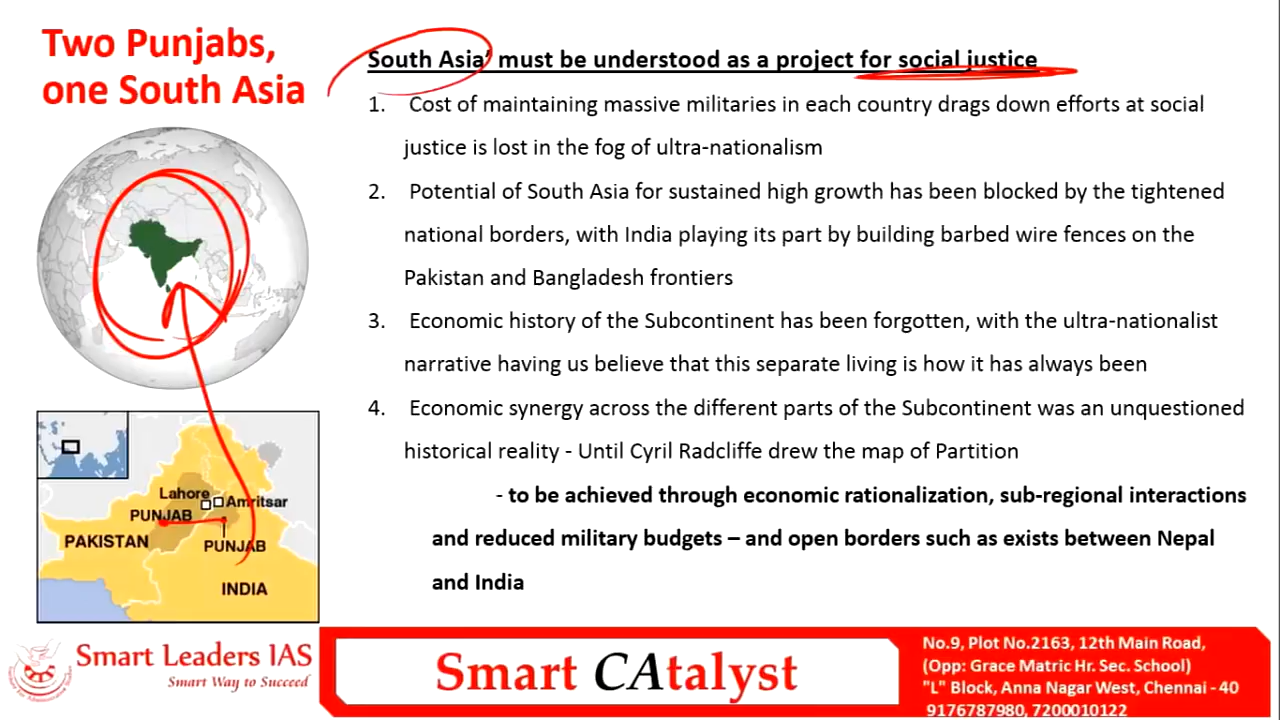 Two Punjabs,
one South Asia
South Asia’ must be understood as a project for social justice
1. Cost of maintaining massive militaries in each country drags down efforts at social
justice is lost in the fog of ultra-nationalism
2. Potential of South Asia for sustained high growth has been blocked by the tightened
national borders, with India playing its part by building barbed wire fences on the
Pakistan and Bangladesh frontiers
3. Economic history of the Subcontinent has been forgotten, with the ultra-nationalist
narrative having us believe that this separate living is how it has always been
4. Economic synergy across the different parts of the Subcontinent was an unquestioned
historical reality - Until Cyril Radcliffe drew the map of Partition
- to be achieved through economic rationalization, sub-regional interactions
and reduced military budgets – and open borders such as exists between Nepal
and India
Lahore
Amritsar
PUNJAB
PAKISTAN
PUNJAB
INDIA
Smart Leaders IAS
Smart Way to Succeed
Smart CAtalyst
No.9, Plot No.2163, 12th Main Road,
(Opp: Grace Matric Hr. Sec. School)
"L" Block, Anna Nagar West, Chennai - 40
9176787980, 7200010122